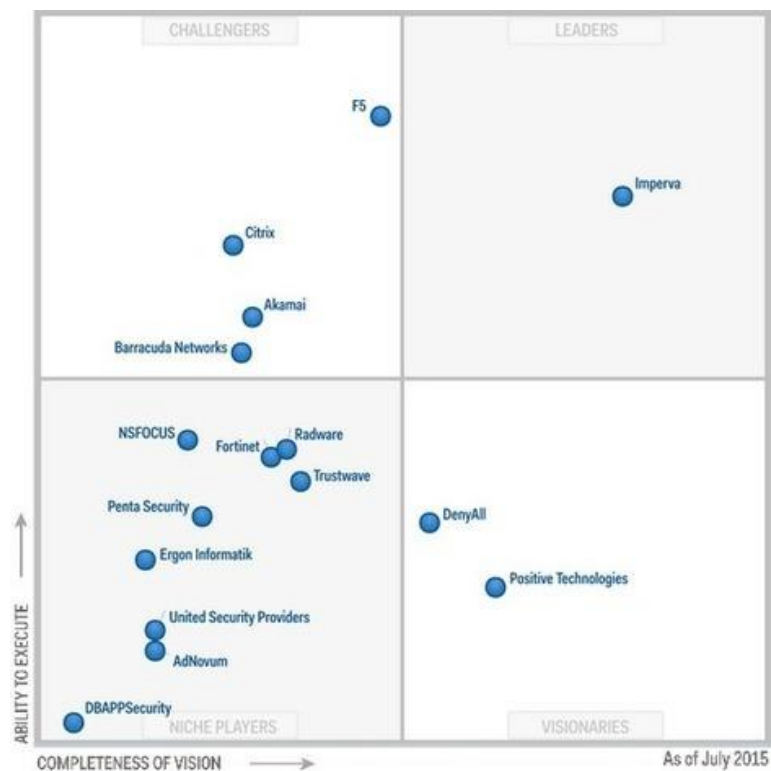 CHALLENGERS
LEADERS
F5
Imperva
Citrix
Akamai
Barracuda Networks
NSFOCUS
Fortinet
Radware
Trustwave
Penta Security
DenyAll
Ergon Informatik
Positive Technologies
United Security Providers
AdNovum
DBAPPSecurity
NICHE PLAYERS
VISIONARIES
ABILITY TO EXECUTE
COMPLETENESS OF VISION
As of July 2015